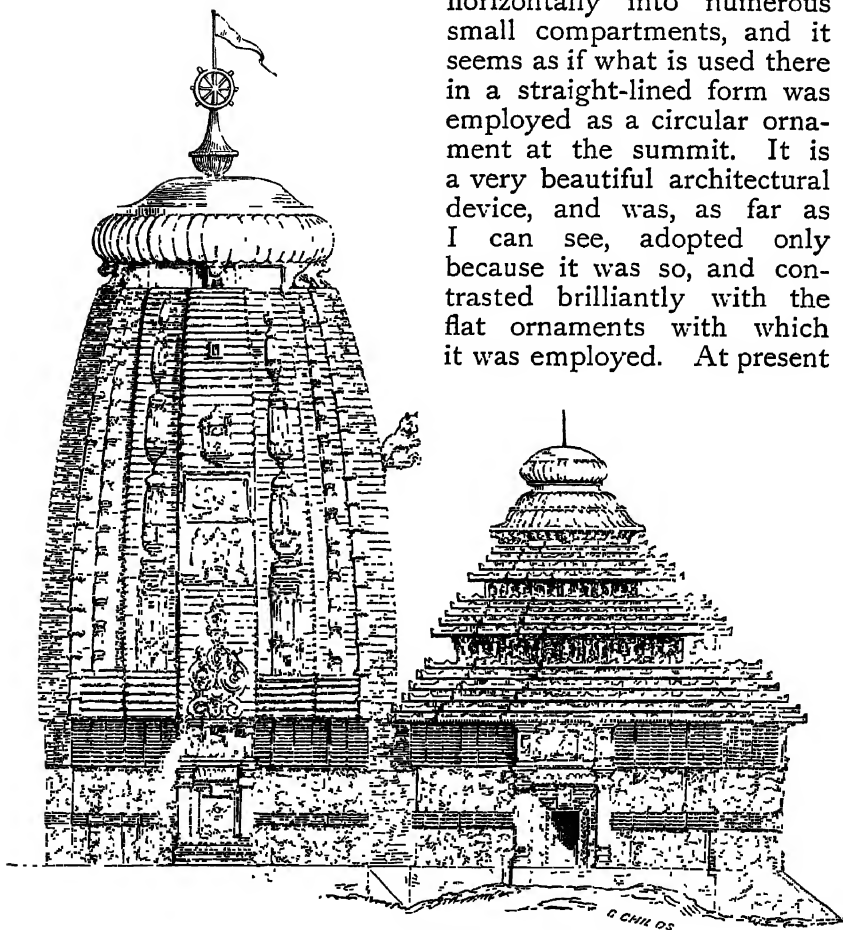 horizontally into numerous
small compartments, and it
seems as if what is used there
in a straight-lined form was
employed as a circular orna-
ment at the summit. It is
a very beautiful architectural
device, and was, as far as
I can see, adopted only
because it was so, and con-
trasted brilliantly with the
flat ornaments with which
it was employed. At present
G CHILDS